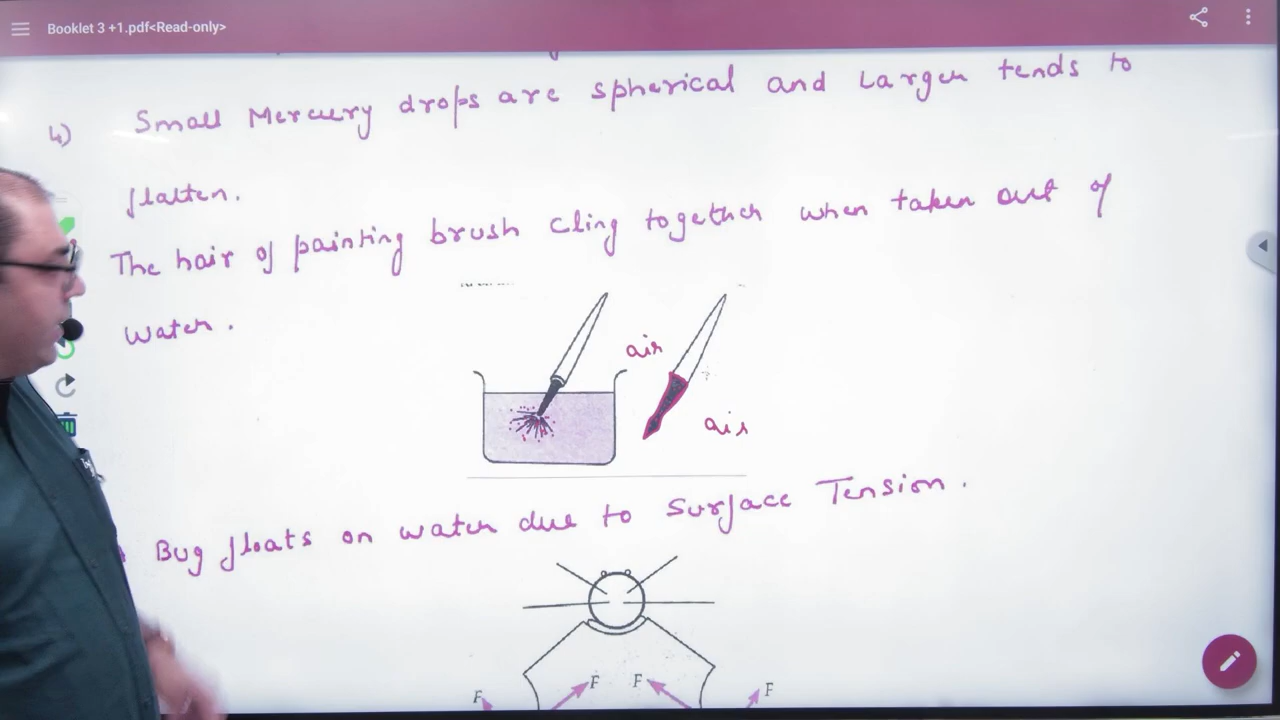 Booklet 3 +1.pdf<Read-only>
4) Small Mercury drops are spherical and Larger tends to
flatten.
The hair of painting brush cling together when taken out of
water.
air
air
Bug floats on water due to Surface Tension.
F F F F